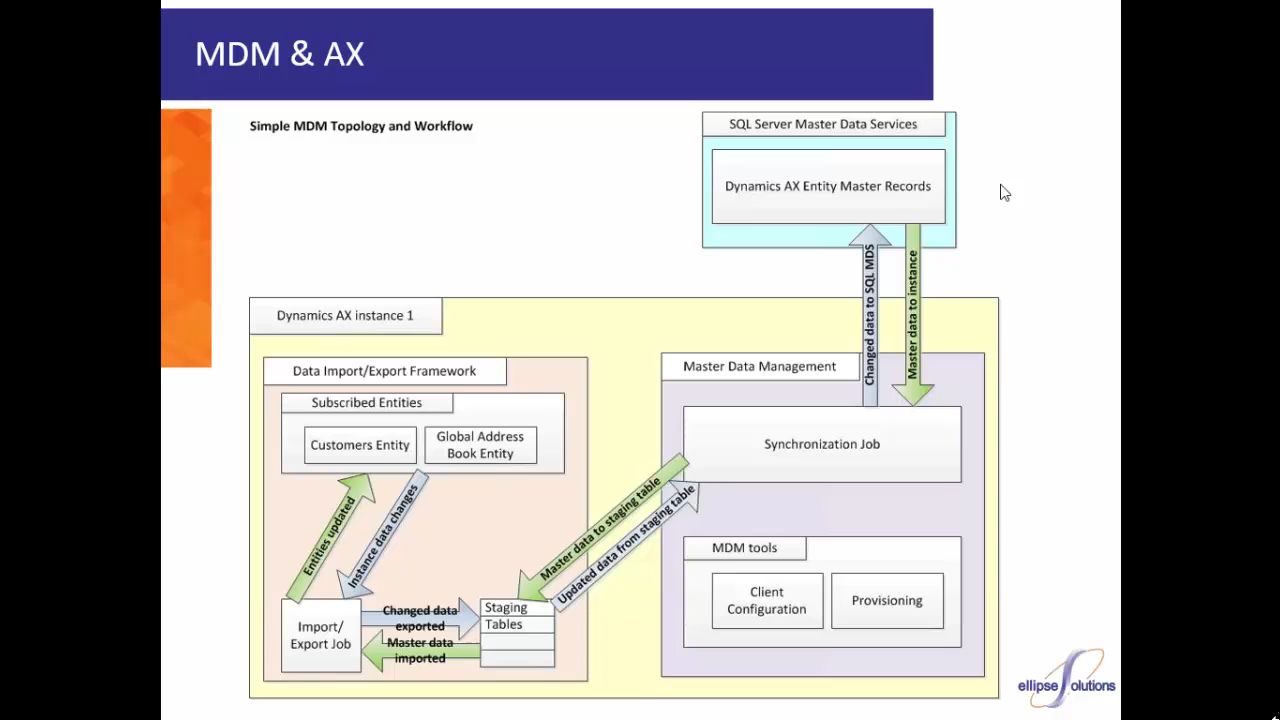 MDM & AX
Simple MDM Topology and Workflow
SQL Server Master Data Services
Dynamics AX Entity Master Records
Changed data to SQL MDS
Master data to instance
Dynamics AX instance 1
Data Import/Export Framework
Subscribed Entities
Customers Entity
Global Address
Book Entity
Entities updated
Instance data changes
Import/
Export Job
Changed data
exported
Master data
imported
Staging
Tables
Master data to staging table
Updated data from staging table
Master Data Management
Synchronization Job
MDM tools
Client
Configuration
Provisioning
ellipse Solutions